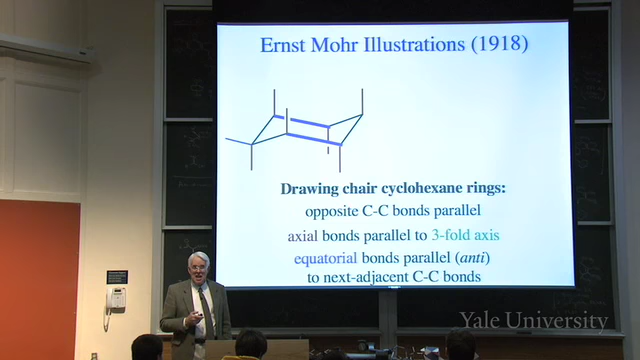 Ernst Mohr Illustrations (1918)
Drawing chair cyclohexane rings:
opposite C-C bonds parallel
axial bonds parallel to 3-fold axis
equatorial bonds parallel (anti)
to next-adjacent C-C bonds
Yale University